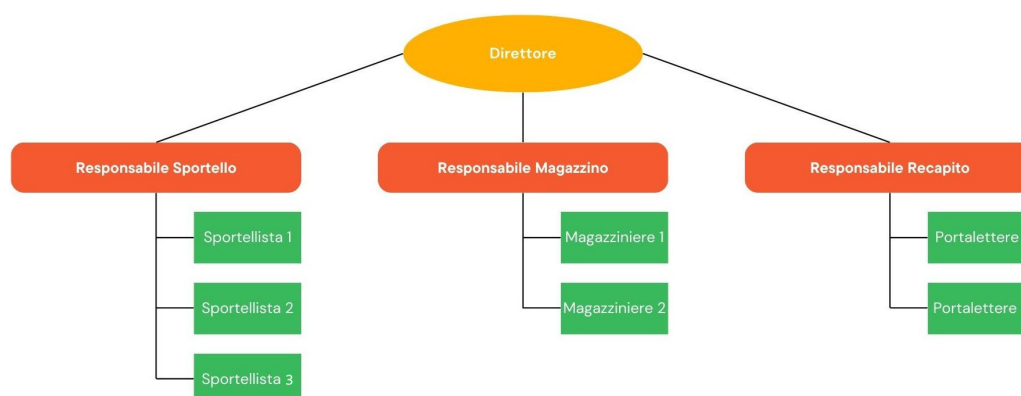 Direttore
Responsabile Sportello
Responsabile Magazzino
Responsabile Recapito
Sportellista 1
Magazziniere 1
Portalettere
Sportellista 2
Magazziniere 2
Portalettere
Sportellista 3